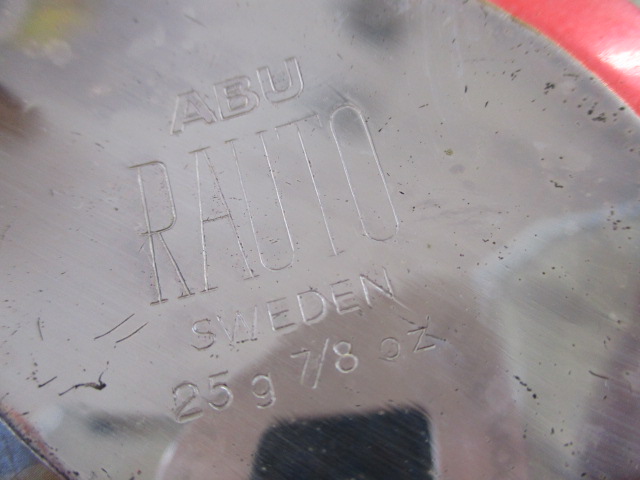 ABU
RAUTO
SWEDEN
25 g 7/8 oz